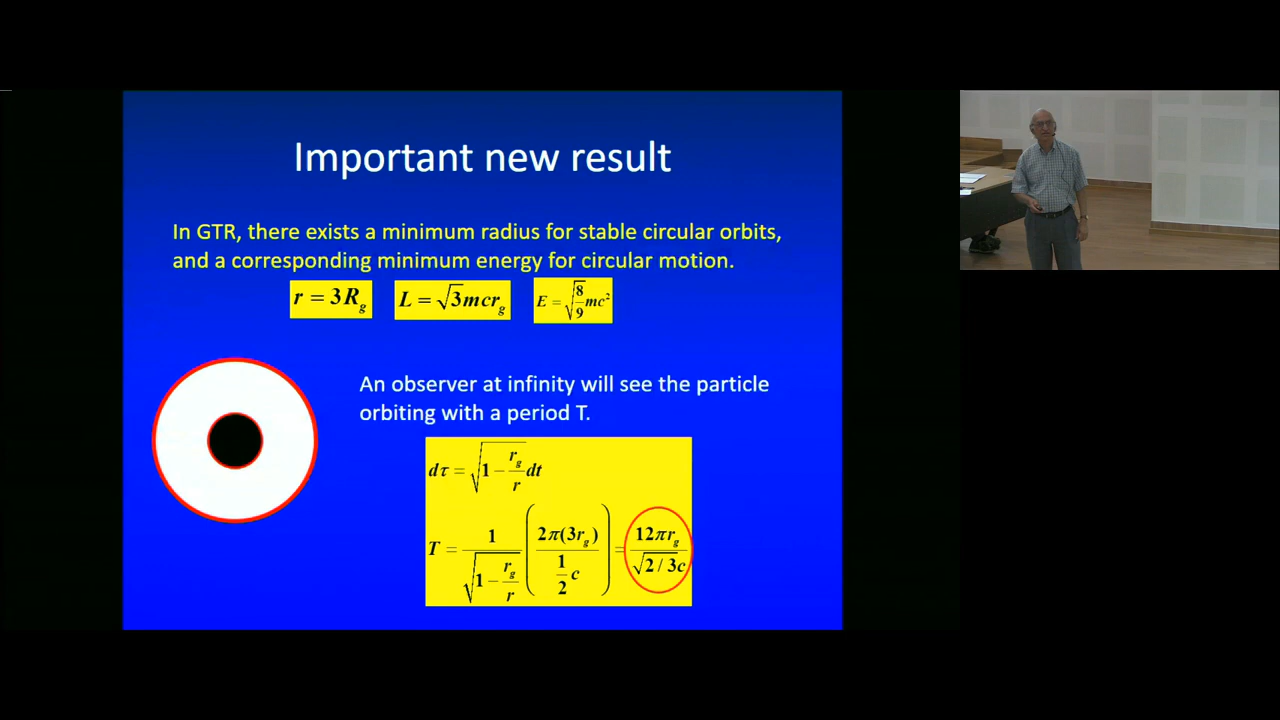 Important new result
In GTR, there exists a minimum radius for stable circular orbits,
and a corresponding minimum energy for circular motion.
r = 3R_g L = √3mcr_g E = √(8/9) mc²
An observer at infinity will see the particle
orbiting with a period T.
dτ = √(1 − r_g/r) dt
T = 1/√(1 − r_g/r) (2π(3r_g) / (1/2 c)) = 12πr_g / (√(2/3)c)